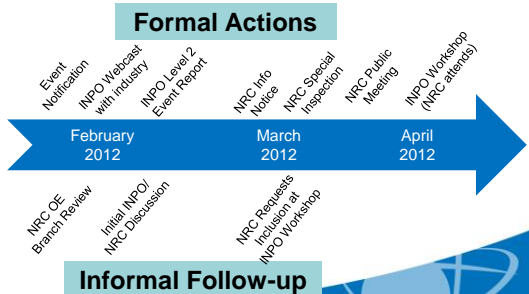 Formal Actions
Event
Notification
INPO Webcast
with industry
INPO Level 2
Event Report
NRC Info
Notice
NRC Special
Inspection
NRC Public
Meeting
INPO Workshop
(NRC attends)
February
2012
March
2012
April
2012
NRC OE
Branch Review
Initial INPO/
NRC Discussion
NRC Requests
Inclusion at
INPO Workshop
Informal Follow-up